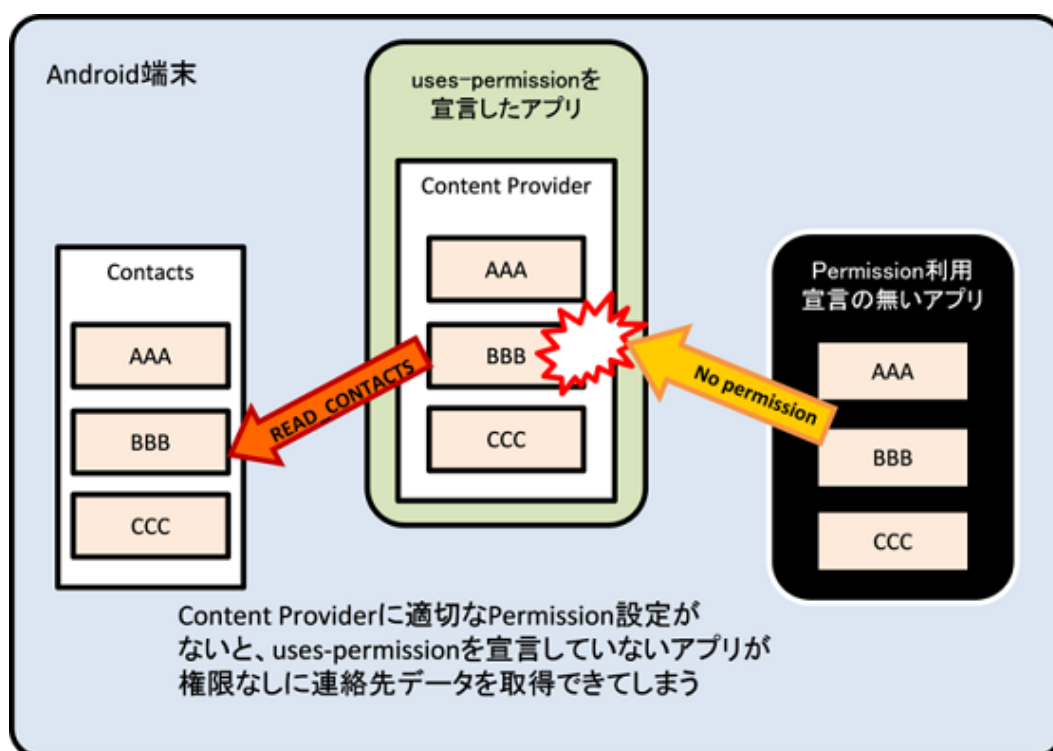 Android端末
uses-permissionを
宣言したアプリ
Content Provider
AAA
BBB
CCC
Contacts
AAA
BBB
CCC
READ_CONTACTS
No permission
Permission利用
宣言の無いアプリ
AAA
BBB
CCC
Content Providerに適切なPermission設定が
ないと、uses-permissionを宣言していないアプリが
権限なしに連絡先データを取得できてしまう